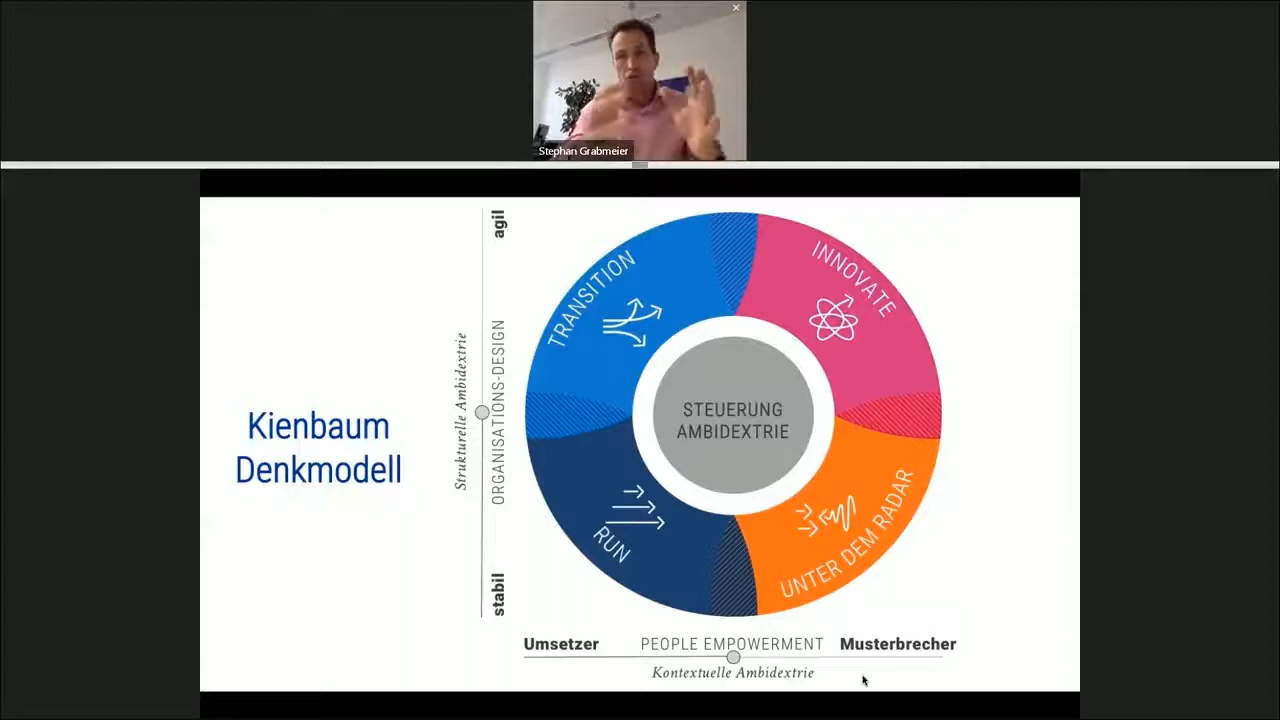 Stephan Grabmeier
Kienbaum
Denkmodell
agil
ORGANISATIONS-DESIGN
Strukturelle Ambidextrie
stabil
TRANSITION
INNOVATE
STEUERUNG
AMBIDEXTRIE
RUN
UNTER DEM RADAR
Umsetzer
PEOPLE EMPOWERMENT
Musterbrecher
Kontextuelle Ambidextrie